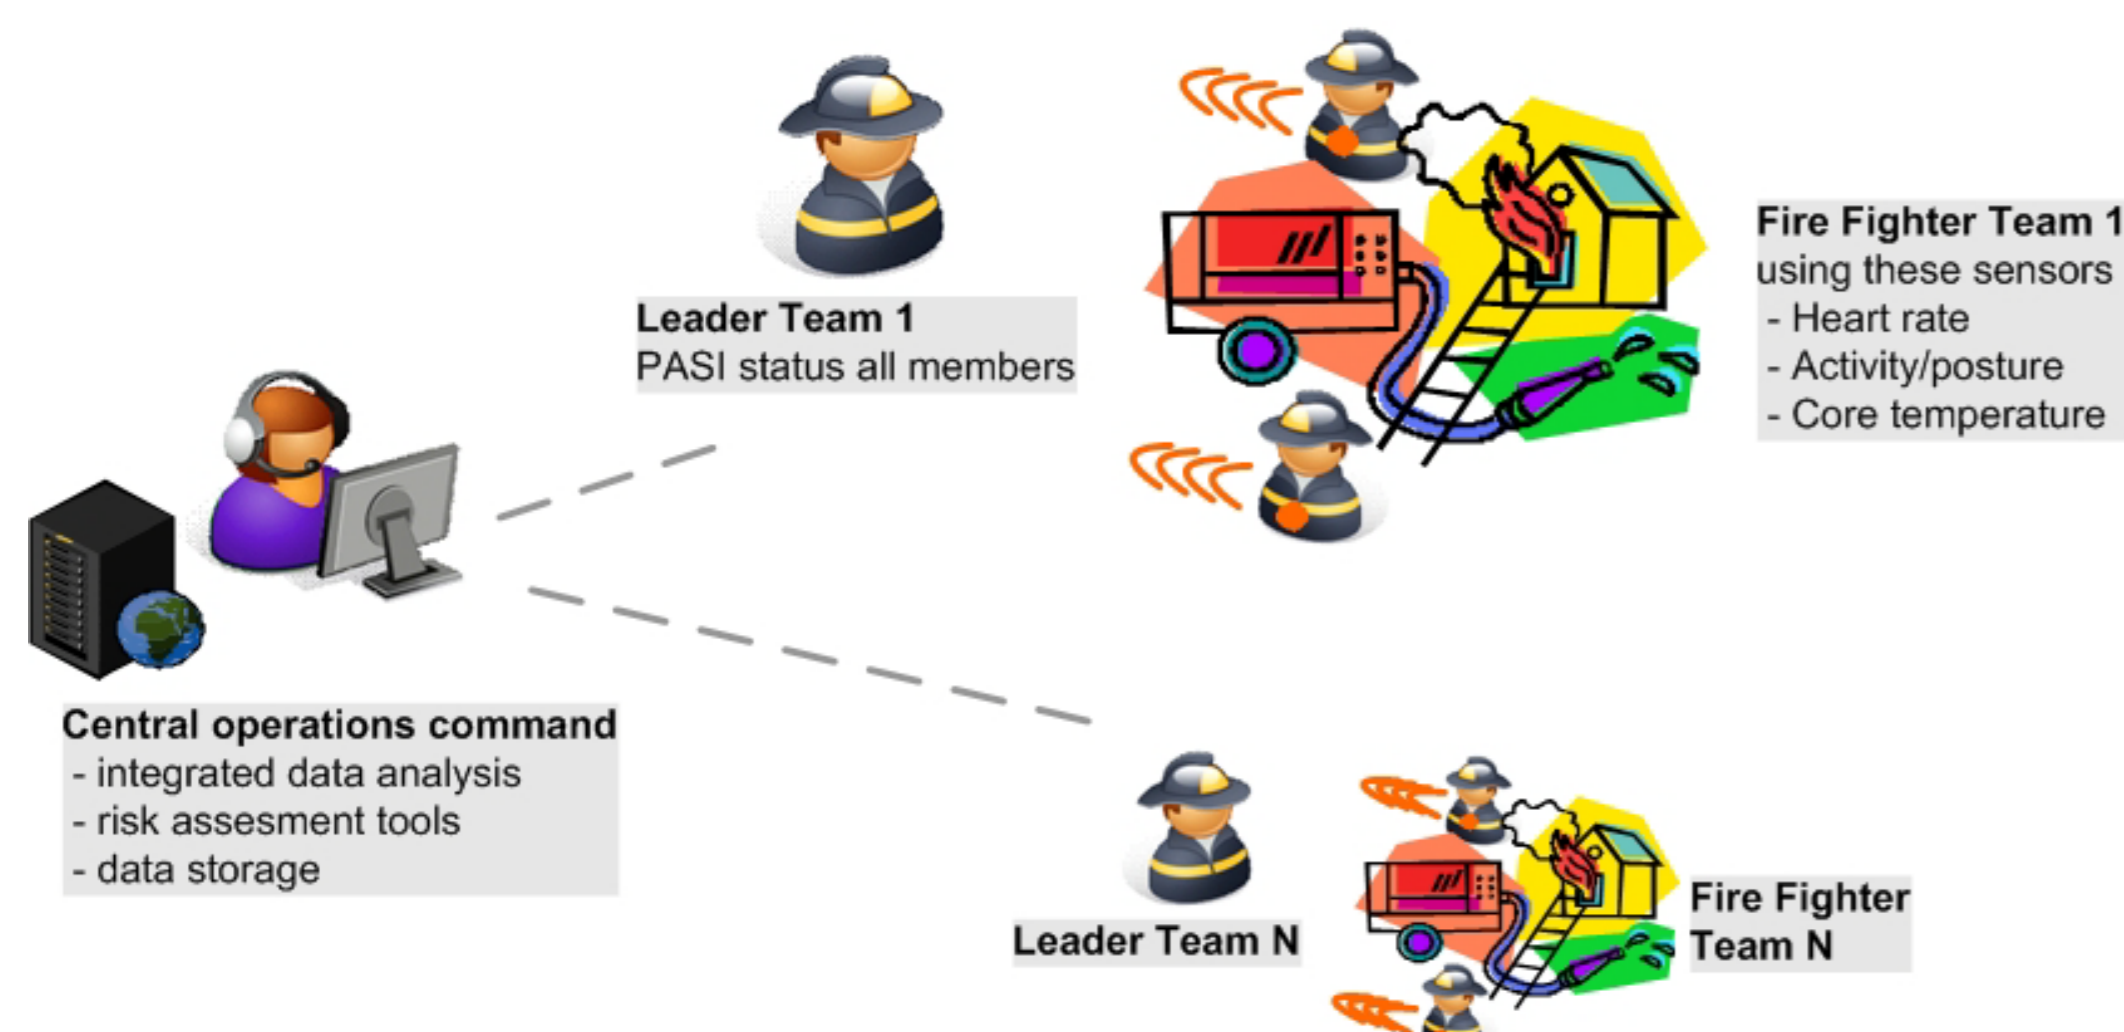 Leader Team 1
PASI status all members
Fire Fighter Team 1
using these sensors
- Heart rate
- Activity/posture
- Core temperature
Central operations command
- integrated data analysis
- risk assesment tools
- data storage
Leader Team N
Fire Fighter
Team N